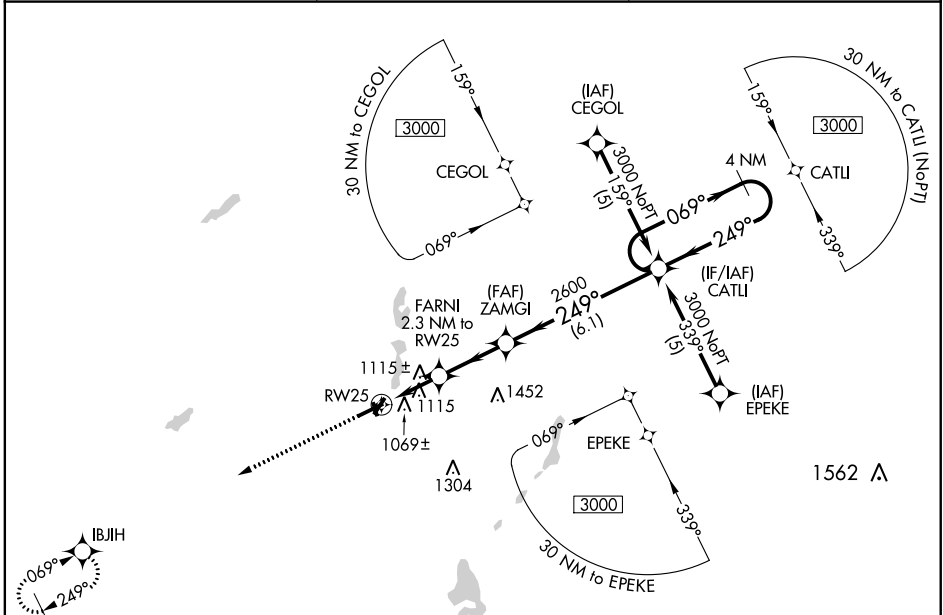 30 NM to CEGOL
3000
159°
CEGOL
069°
(IAF)
CEGOL
3000 NoPT
159°
(5)
4 NM
069°
249°
30 NM to CATLI (NoPT)
159°
3000
CATLI
339°
(IF/IAF)
CATLI
2600
249°
(6.1)
(FAF)
ZAMGI
FARNI
2.3 NM to
RW25
1115 ±
1115
RW25
1069 ±
1452
1304
3000 NoPT
339°
(5)
(IAF)
EPEKE
069°
EPEKE
339°
3000
30 NM to EPEKE
1562
IBJIH
069°
249°